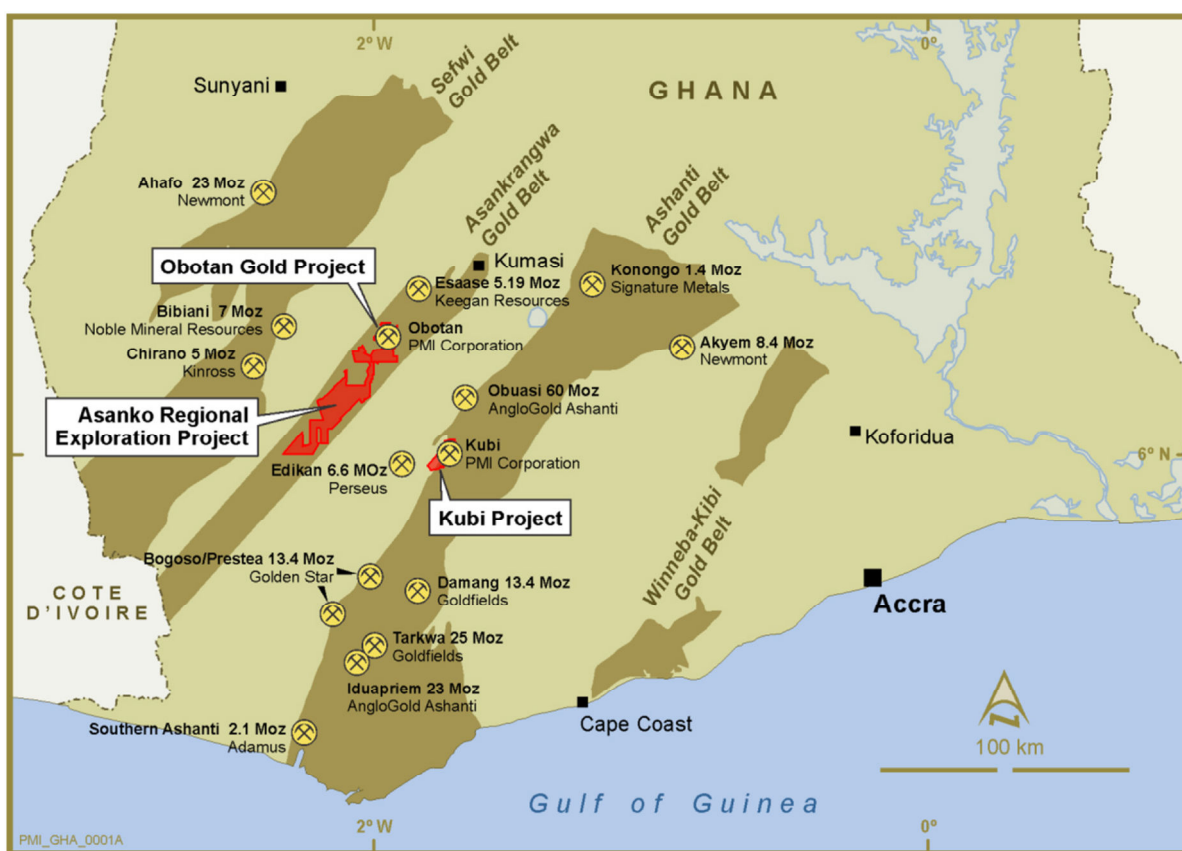 2º W
0º
Sunyani
Sefwi
Gold Belt
GHANA
Ahafo 23 Moz
Newmont
Asankrangwa
Gold Belt
Ashanti
Gold Belt
Obotan Gold Project
Kumasi
Esaase 5.19 Moz
Keegan Resources
Konongo 1.4 Moz
Signature Metals
Bibiani 7 Moz
Noble Mineral Resources
Obotan
PMI Corporation
Akyem 8.4 Moz
Newmont
Chirano 5 Moz
Kinross
Obuasi 60 Moz
AngloGold Ashanti
Asanko Regional
Exploration Project
Koforidua
Kubi
PMI Corporation
6º N
Edikan 6.6 MOz
Perseus
Kubi Project
Winneba-Kibi
Gold Belt
Bogoso/Prestea 13.4 Moz
Golden Star
Damang 13.4 Moz
Goldfields
COTE
D'IVOIRE
Accra
Tarkwa 25 Moz
Goldfields
Iduapriem 23 Moz
AngloGold Ashanti
Southern Ashanti 2.1 Moz
Adamus
Cape Coast
N
100 km
Gulf of Guinea
PMI_GHA_0001A
2º W
0º